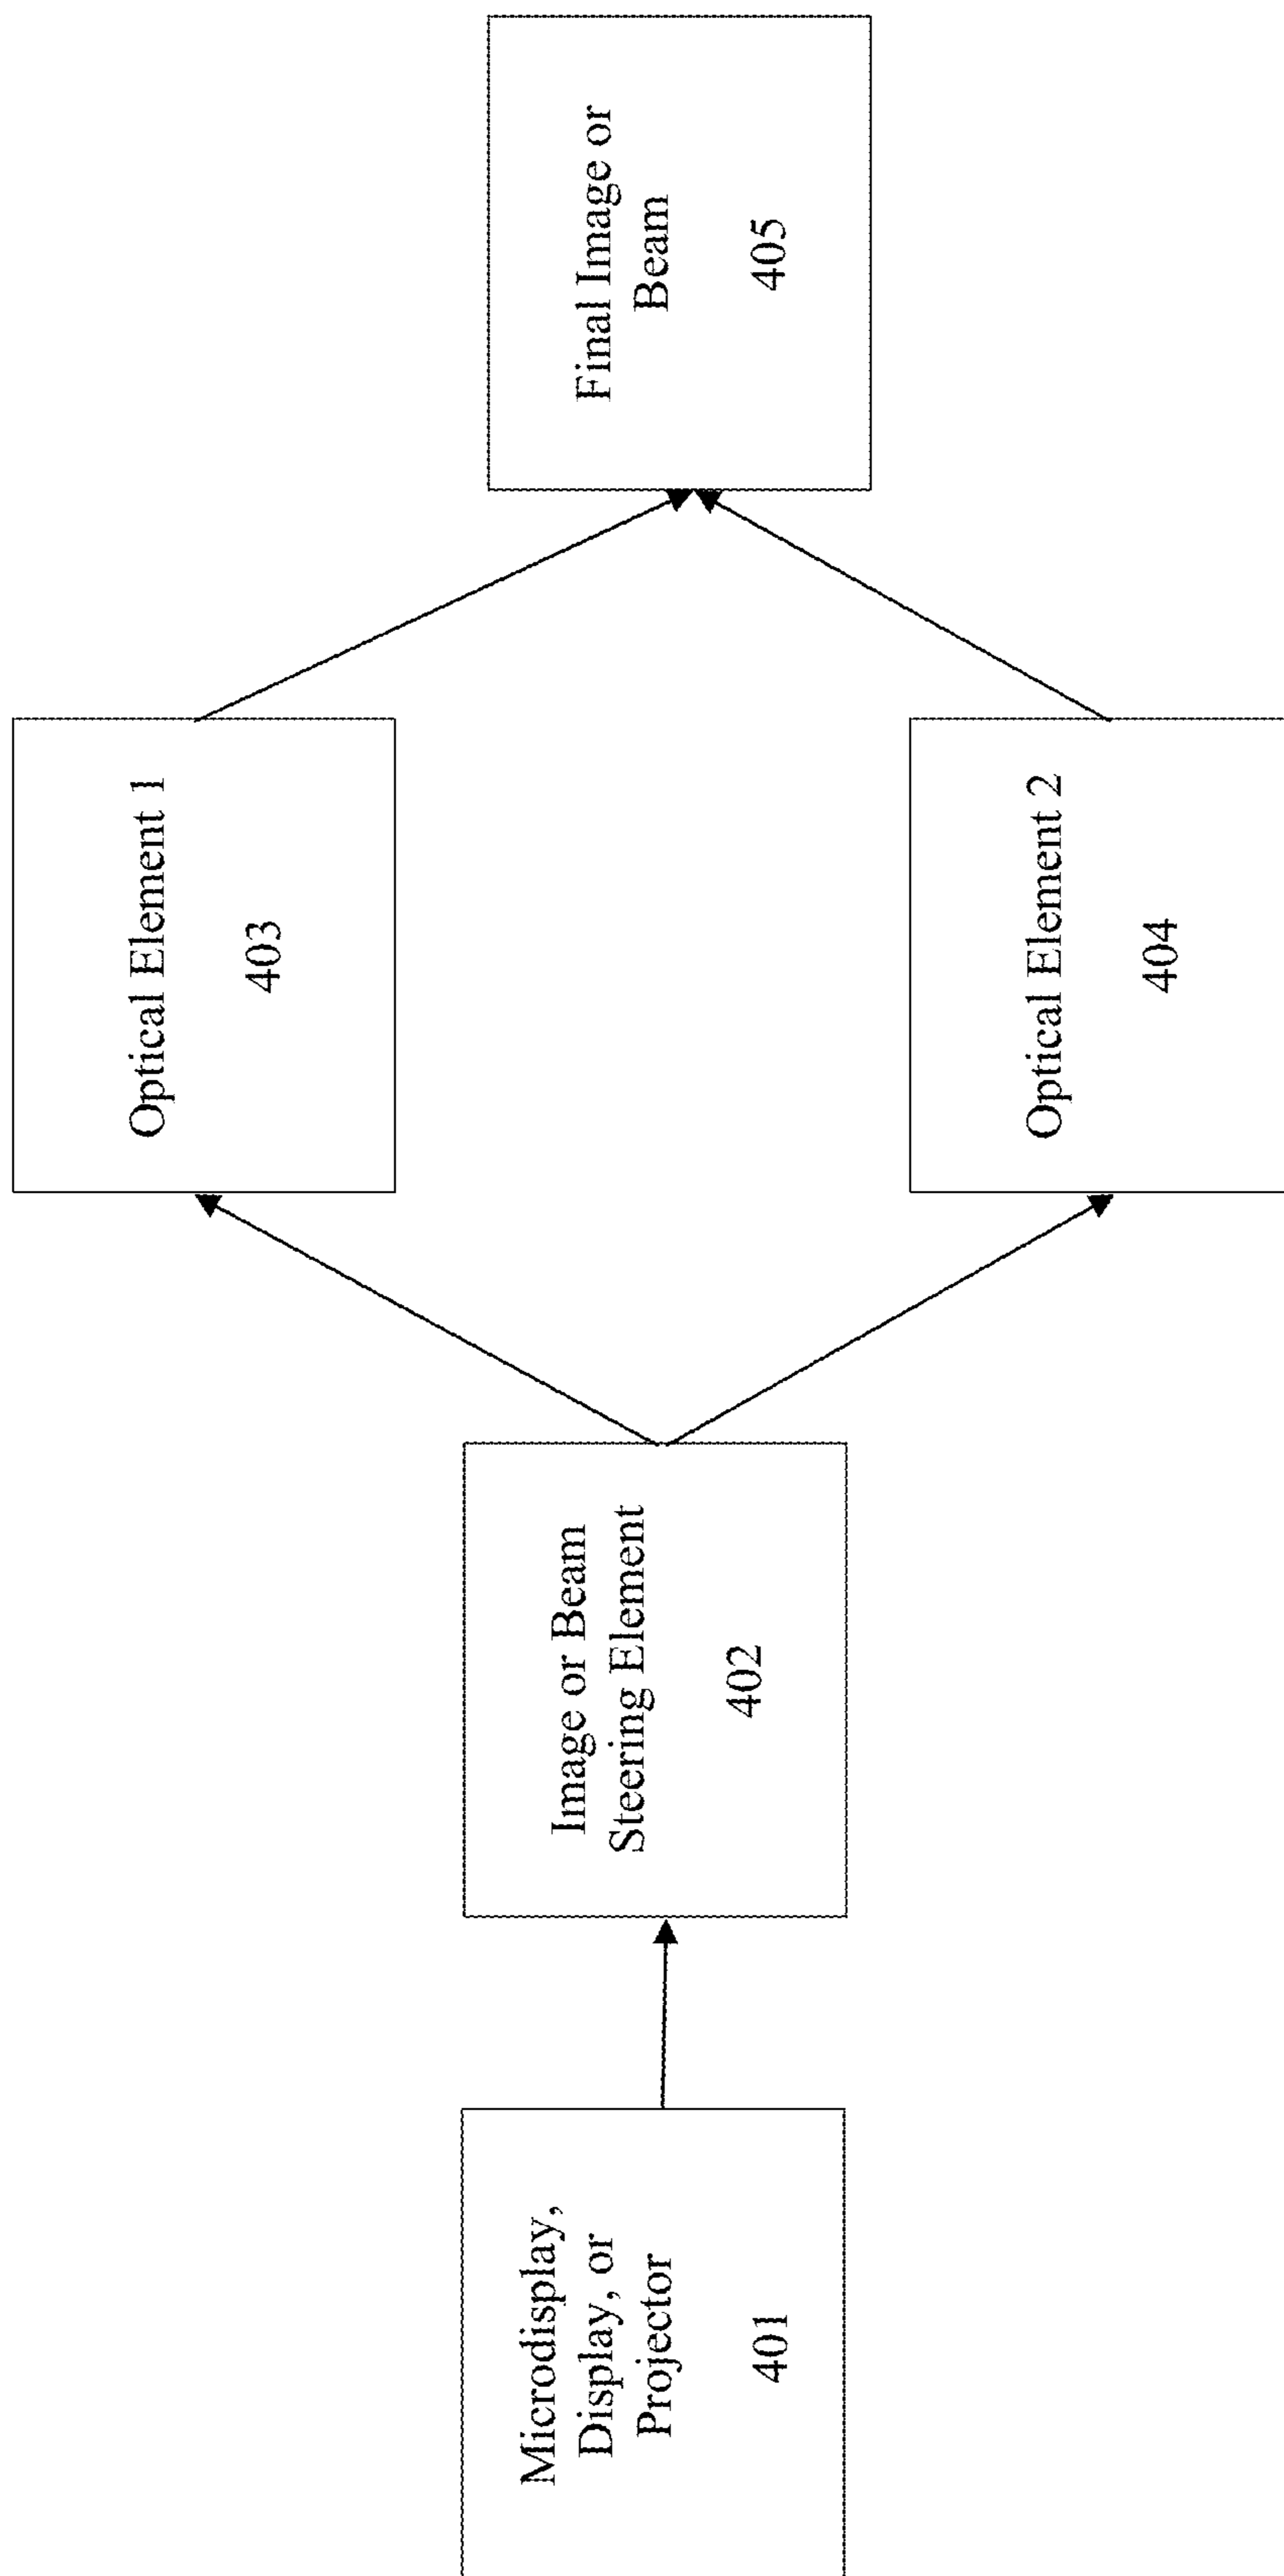 Microdisplay,
Display, or
Projector
401
Image or Beam
Steering Element
402
Optical Element 1
403
Optical Element 2
404
Final Image or
Beam
405